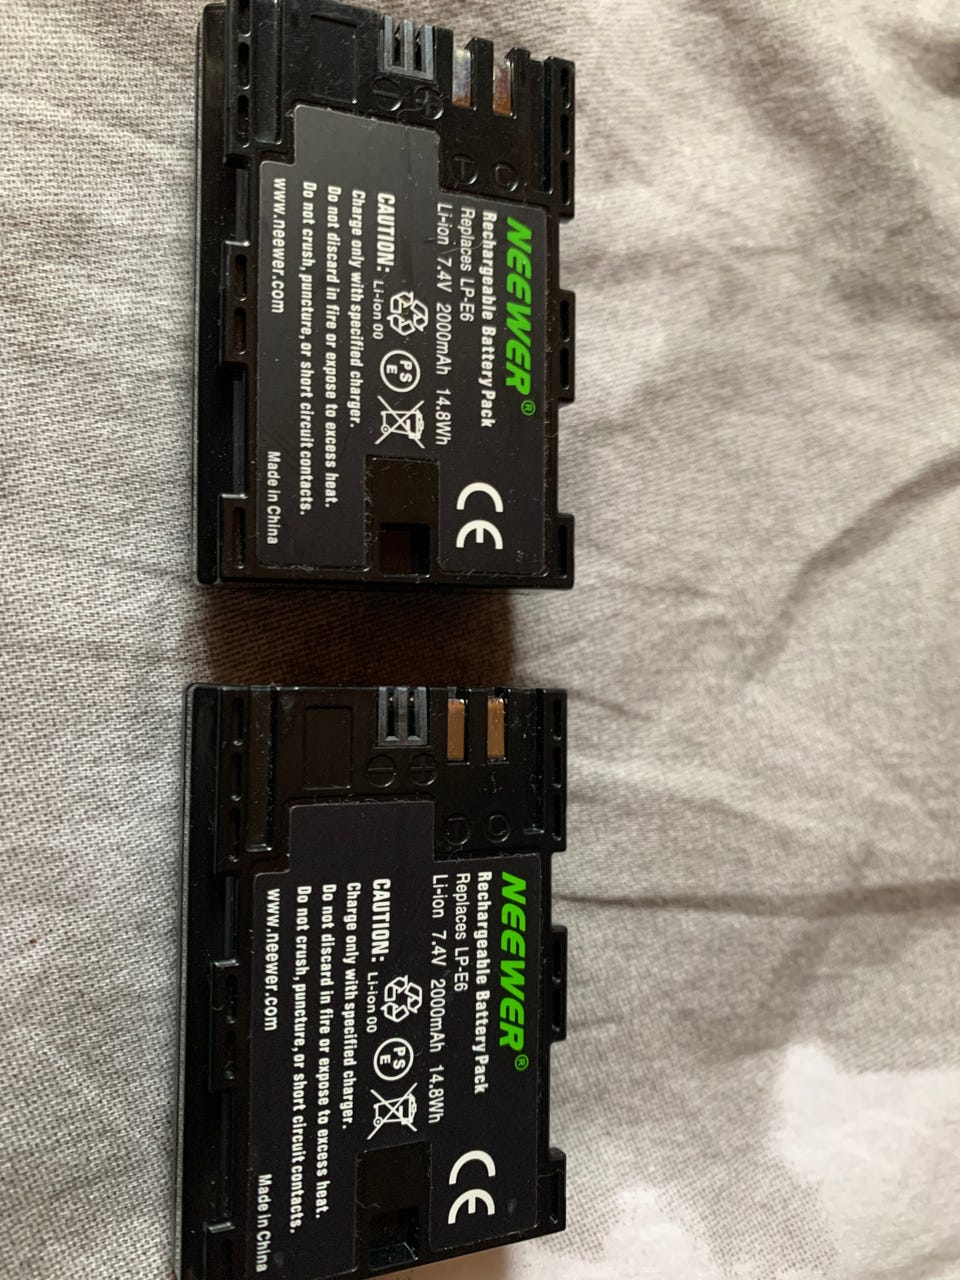 NEEWER®
Rechargeable Battery Pack
Replaces LP-E6
Li-ion 7.4V 2000mAh 14.8Wh
CE
PS
E
Li-ion 00
CAUTION:
Charge only with specified charger.
Do not discard in fire or expose to excess heat.
Do not crush, puncture, or short circuit contacts.
www.neewer.com Made in China
T C
- +
NEEWER®
Rechargeable Battery Pack
Replaces LP-E6
Li-ion 7.4V 2000mAh 14.8Wh
CE
PS
E
Li-ion 00
CAUTION:
Charge only with specified charger.
Do not discard in fire or expose to excess heat.
Do not crush, puncture, or short circuit contacts.
www.neewer.com Made in China
T C
- +